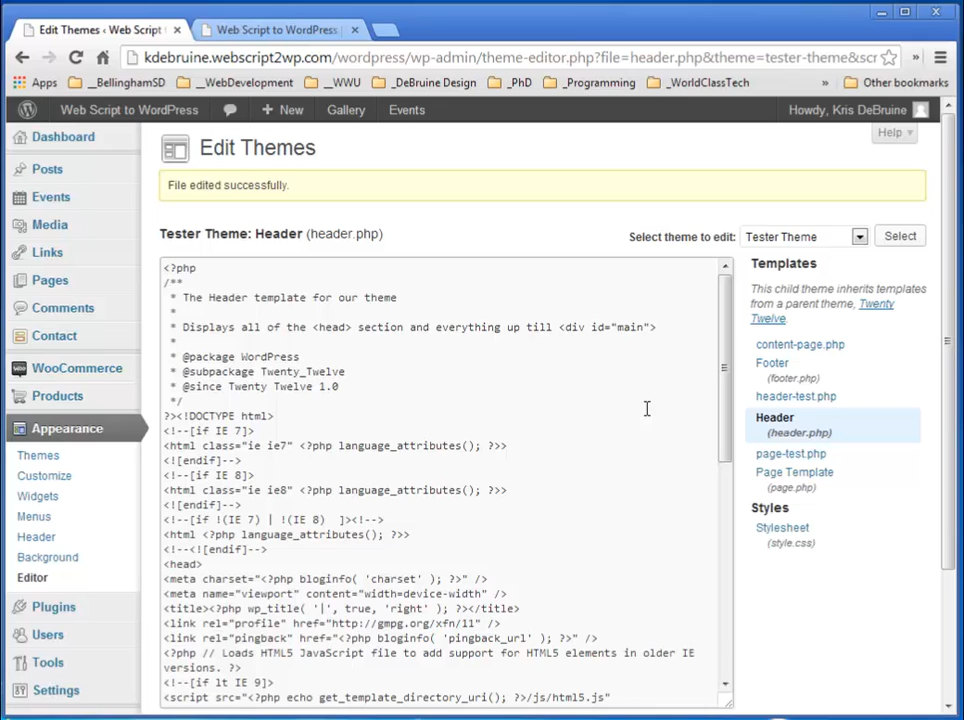 Edit Themes ‹ Web Script
Web Script to WordPress
kdebruine.webscript2wp.com/wordpress/wp-admin/theme-editor.php?file=header.php&theme=tester-theme&scr
Apps __BellinghamSD __WebDevelopment __WWU _DeBruine Design _PhD _Programming _WorldClassTech » Other bookmarks
Web Script to WordPress + New Gallery Events Howdy, Kris DeBruine
Dashboard
Posts
Events
Media
Links
Pages
Comments
Contact
WooCommerce
Products
Appearance
Themes
Customize
Widgets
Menus
Header
Background
Editor
Plugins
Users
Tools
Settings
Help
Edit Themes
File edited successfully.
Tester Theme: Header (header.php)
Select theme to edit: Tester Theme Select
<?php
/**
* The Header template for our theme
*
* Displays all of the <head> section and everything up till <div id="main">
*
* @package WordPress
* @subpackage Twenty_Twelve
* @since Twenty Twelve 1.0
*/
?><!DOCTYPE html>
<!--[if IE 7]>
<html class="ie ie7" <?php language_attributes(); ?>>
<![endif]-->
<!--[if IE 8]>
<html class="ie ie8" <?php language_attributes(); ?>>
<![endif]-->
<!--[if !(IE 7) | !(IE 8)  ]><!-->
<html <?php language_attributes(); ?>>
<!--<![endif]-->
<head>
<meta charset="<?php bloginfo( 'charset' ); ?>" />
<meta name="viewport" content="width=device-width" />
<title><?php wp_title( '|', true, 'right' ); ?></title>
<link rel="profile" href="http://gmpg.org/xfn/11" />
<link rel="pingback" href="<?php bloginfo( 'pingback_url' ); ?>" />
<?php // Loads HTML5 JavaScript file to add support for HTML5 elements in older IE
versions. ?>
<!--[if lt IE 9]>
<script src="<?php echo get_template_directory_uri(); ?>/js/html5.js"
Templates
This child theme inherits templates
from a parent theme, Twenty
Twelve.
content-page.php
Footer
(footer.php)
header-test.php
Header
(header.php)
page-test.php
Page Template
(page.php)
Styles
Stylesheet
(style.css)